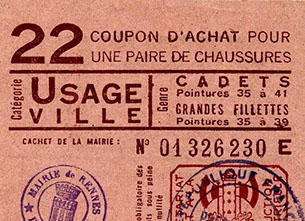 22 COUPON D'ACHAT POUR
UNE PAIRE DE CHAUSSURES
Catégorie USAGE VILLE
Genre CADETS
Pointures 35 à 41
GRANDES FILLETTES
Pointures 35 à 39
CACHET DE LA MAIRIE :
N° 01326230 E
MAIRIE de RENNES